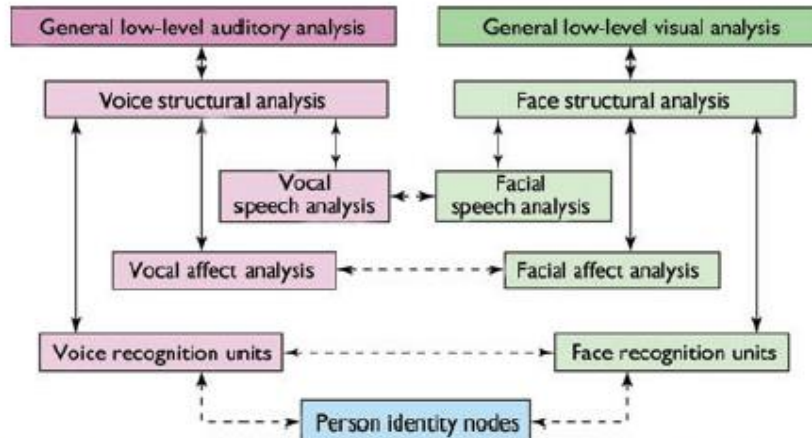 General low-level auditory analysis
General low-level visual analysis
Voice structural analysis
Face structural analysis
Vocal
speech analysis
Facial
speech analysis
Vocal affect analysis
Facial affect analysis
Voice recognition units
Face recognition units
Person identity nodes